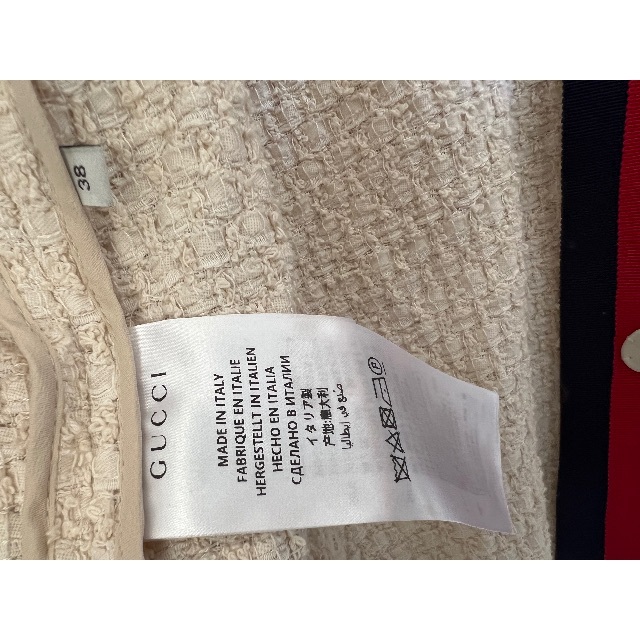 38
GUCCI
MADE IN ITALY
FABRIQUE EN ITALIE
HERGESTELLT IN ITALIEN
HECHO EN ITALIA
СДЕЛАНО В ИТАЛИИ
イタリア製
产地:意大利
صنع في إيطاليا